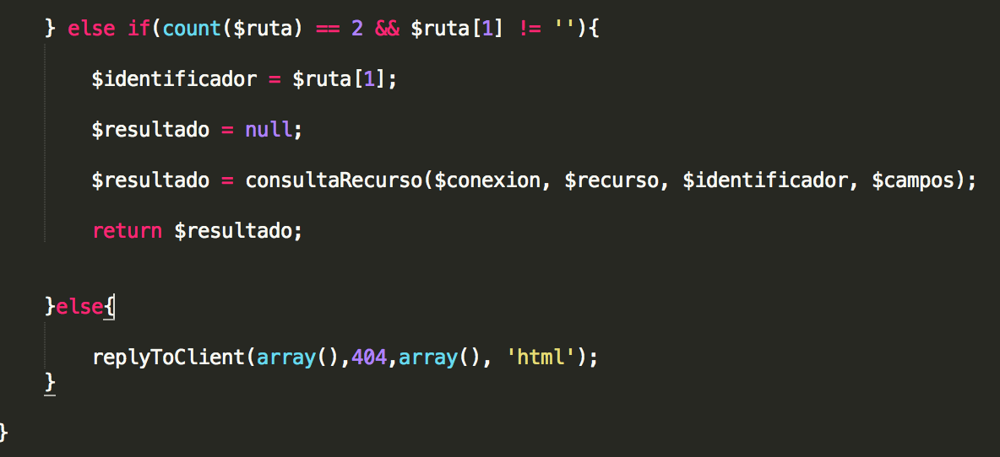 } else if(count($ruta) == 2 && $ruta[1] != ''){
$identificador = $ruta[1];
$resultado = null;
$resultado = consultaRecurso($conexion, $recurso, $identificador, $campos);
return $resultado;
}else{
replyToClient(array(),404,array(), 'html');
}
}